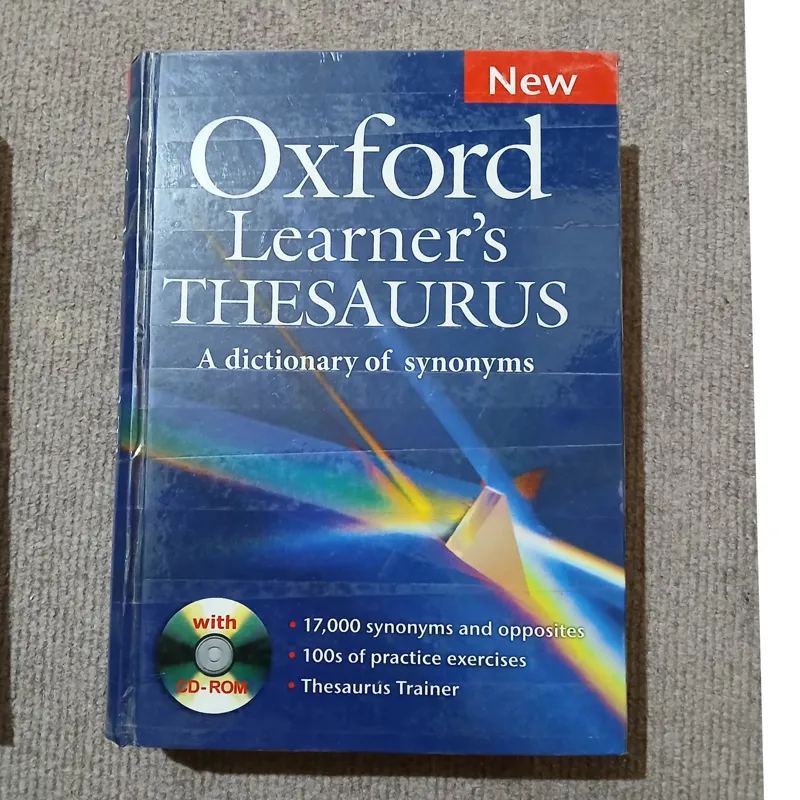 New
Oxford
Learner's
THESAURUS
A dictionary of synonyms
with
CD-ROM
• 17,000 synonyms and opposites
• 100s of practice exercises
• Thesaurus Trainer